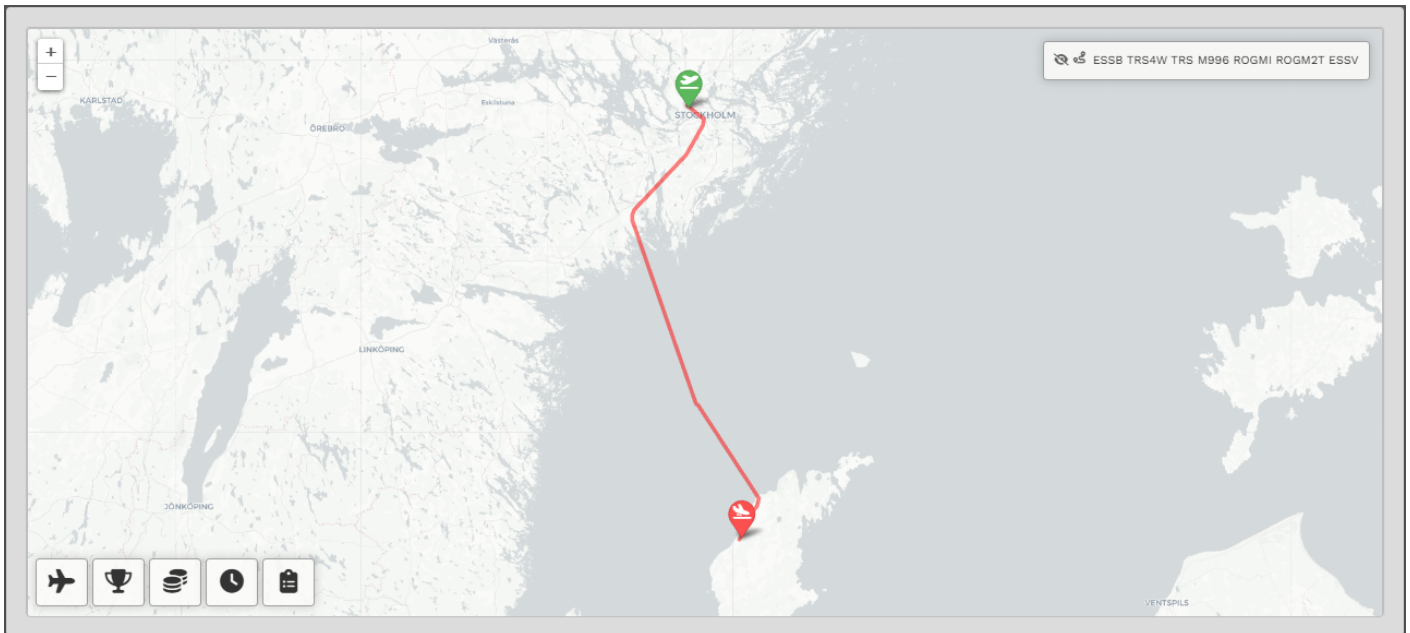 +
−
ESSB TRS4W TRS M996 ROGMI ROGM2T ESSV
Västerås
KARLSTAD
Eskilstuna
STOCKHOLM
ÖREBRO
LINKÖPING
JÖNKÖPING
VENTSPILS